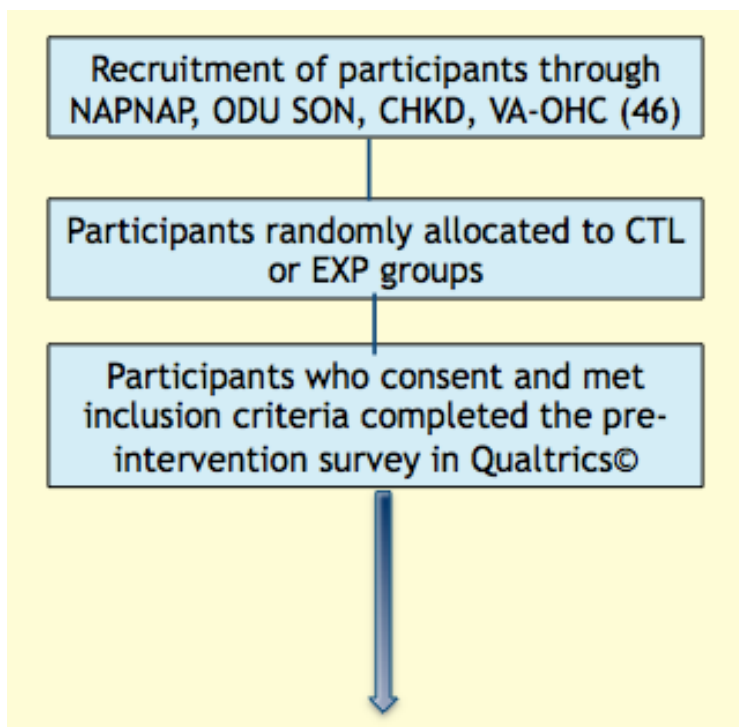 Recruitment of participants through
NAPNAP, ODU SON, CHKD, VA-OHC (46)
Participants randomly allocated to CTL
or EXP groups
Participants who consent and met
inclusion criteria completed the pre-
intervention survey in Qualtrics©